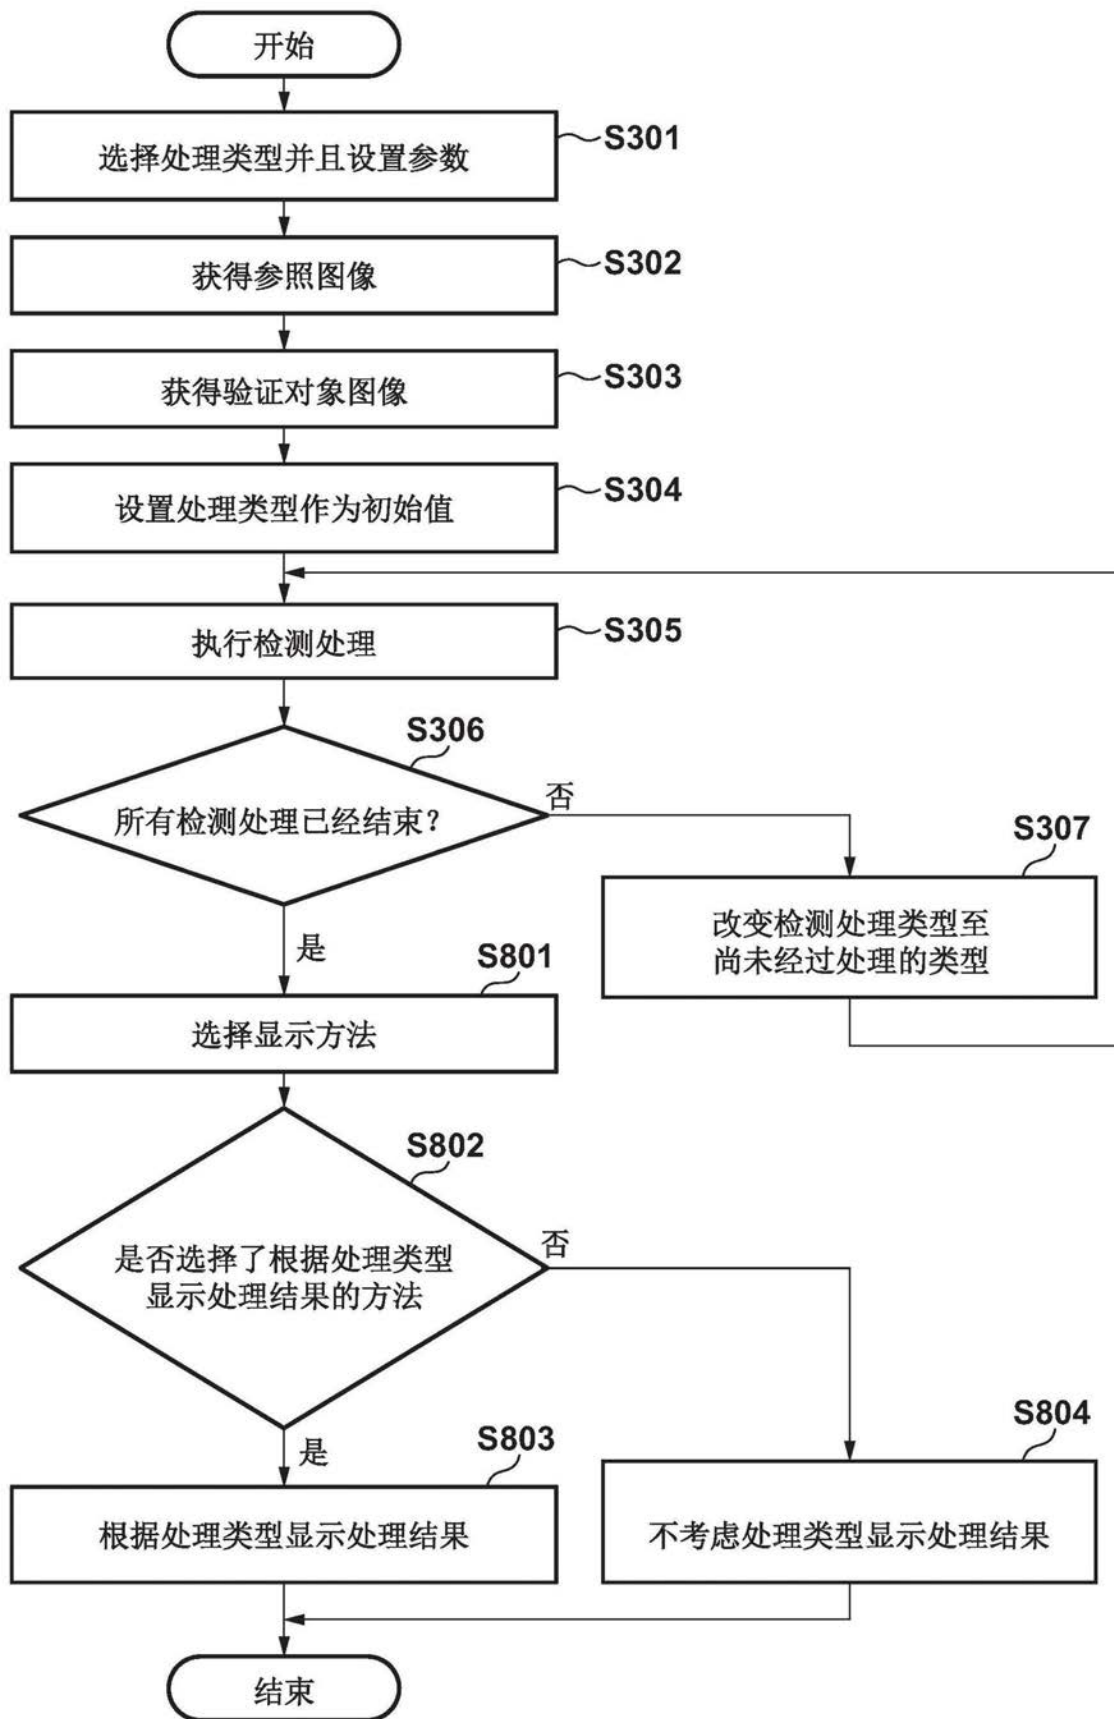 开始
选择处理类型并且设置参数
S301
获得参照图像
S302
获得验证对象图像
S303
设置处理类型作为初始值
S304
执行检测处理
S305
S306
所有检测处理已经结束？
否
S307
改变检测处理类型至
尚未经过处理的类型
是
S801
选择显示方法
S802
是否选择了根据处理类型
显示处理结果的方法
否
是
S803
根据处理类型显示处理结果
S804
不考虑处理类型显示处理结果
结束